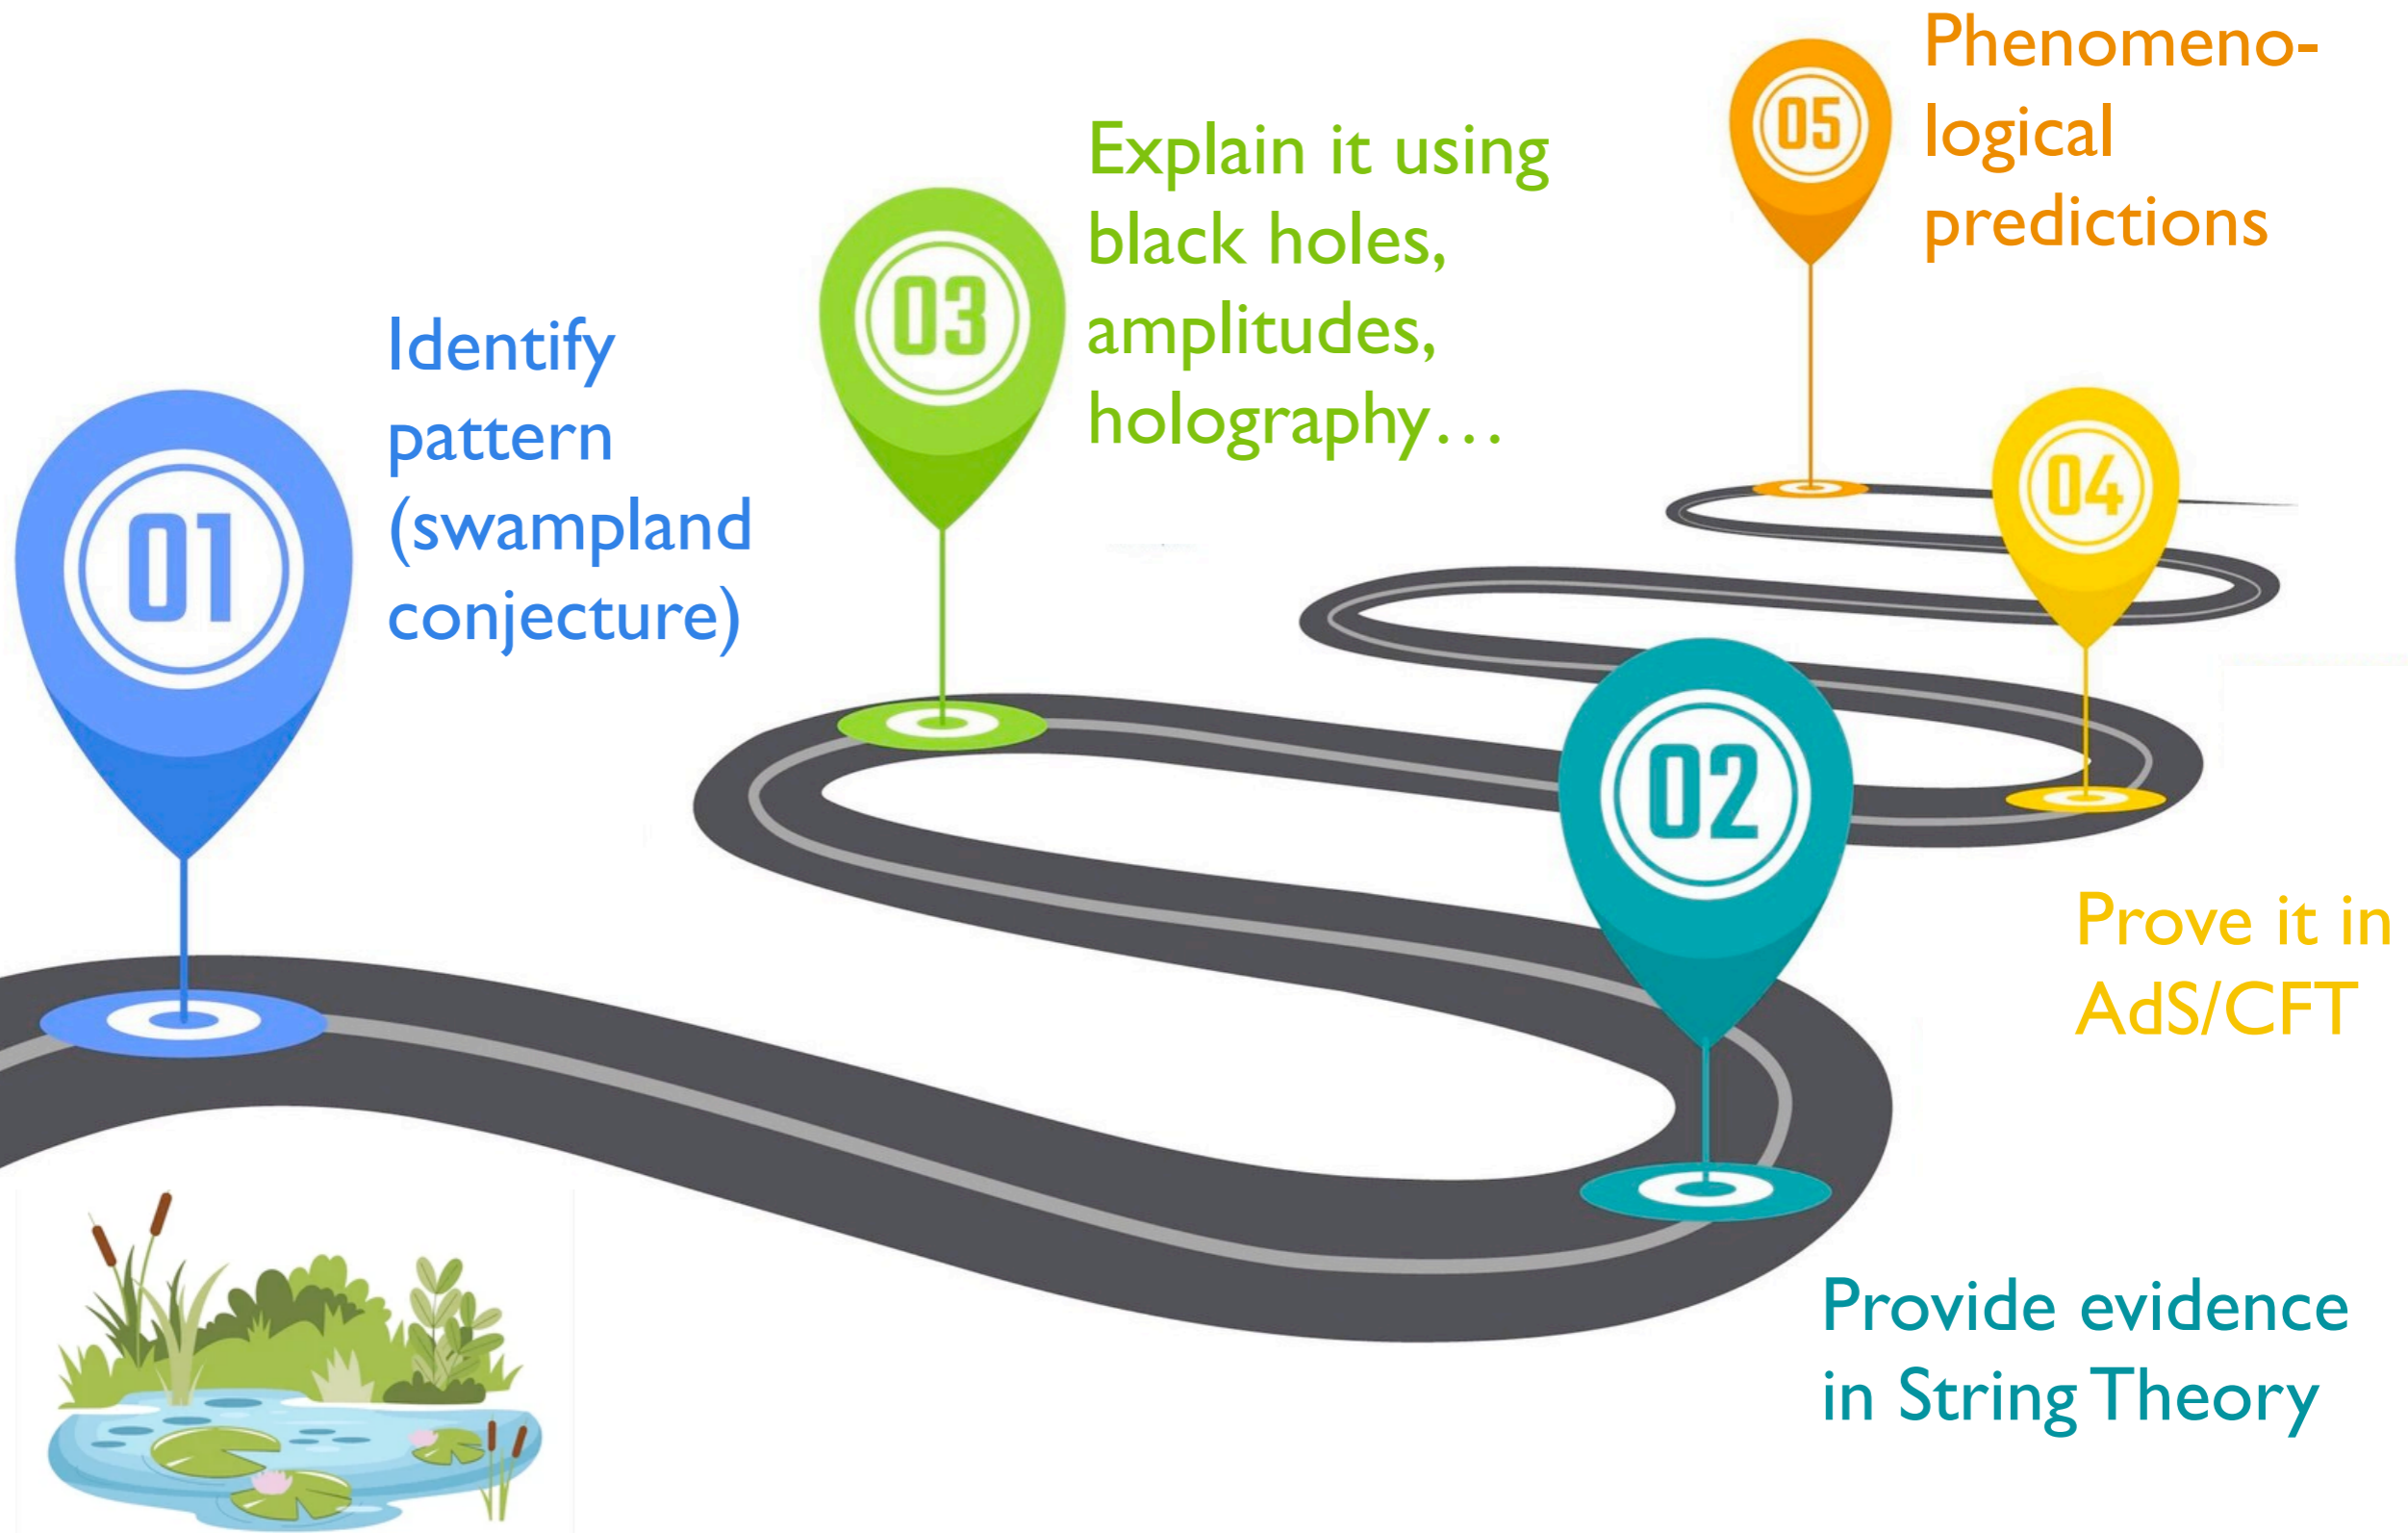 01
Identify
pattern
(swampland
conjecture)
02
Provide evidence
in String Theory
03
Explain it using
black holes,
amplitudes,
holography...
04
Prove it in
AdS/CFT
05
Phenomeno-
logical
predictions